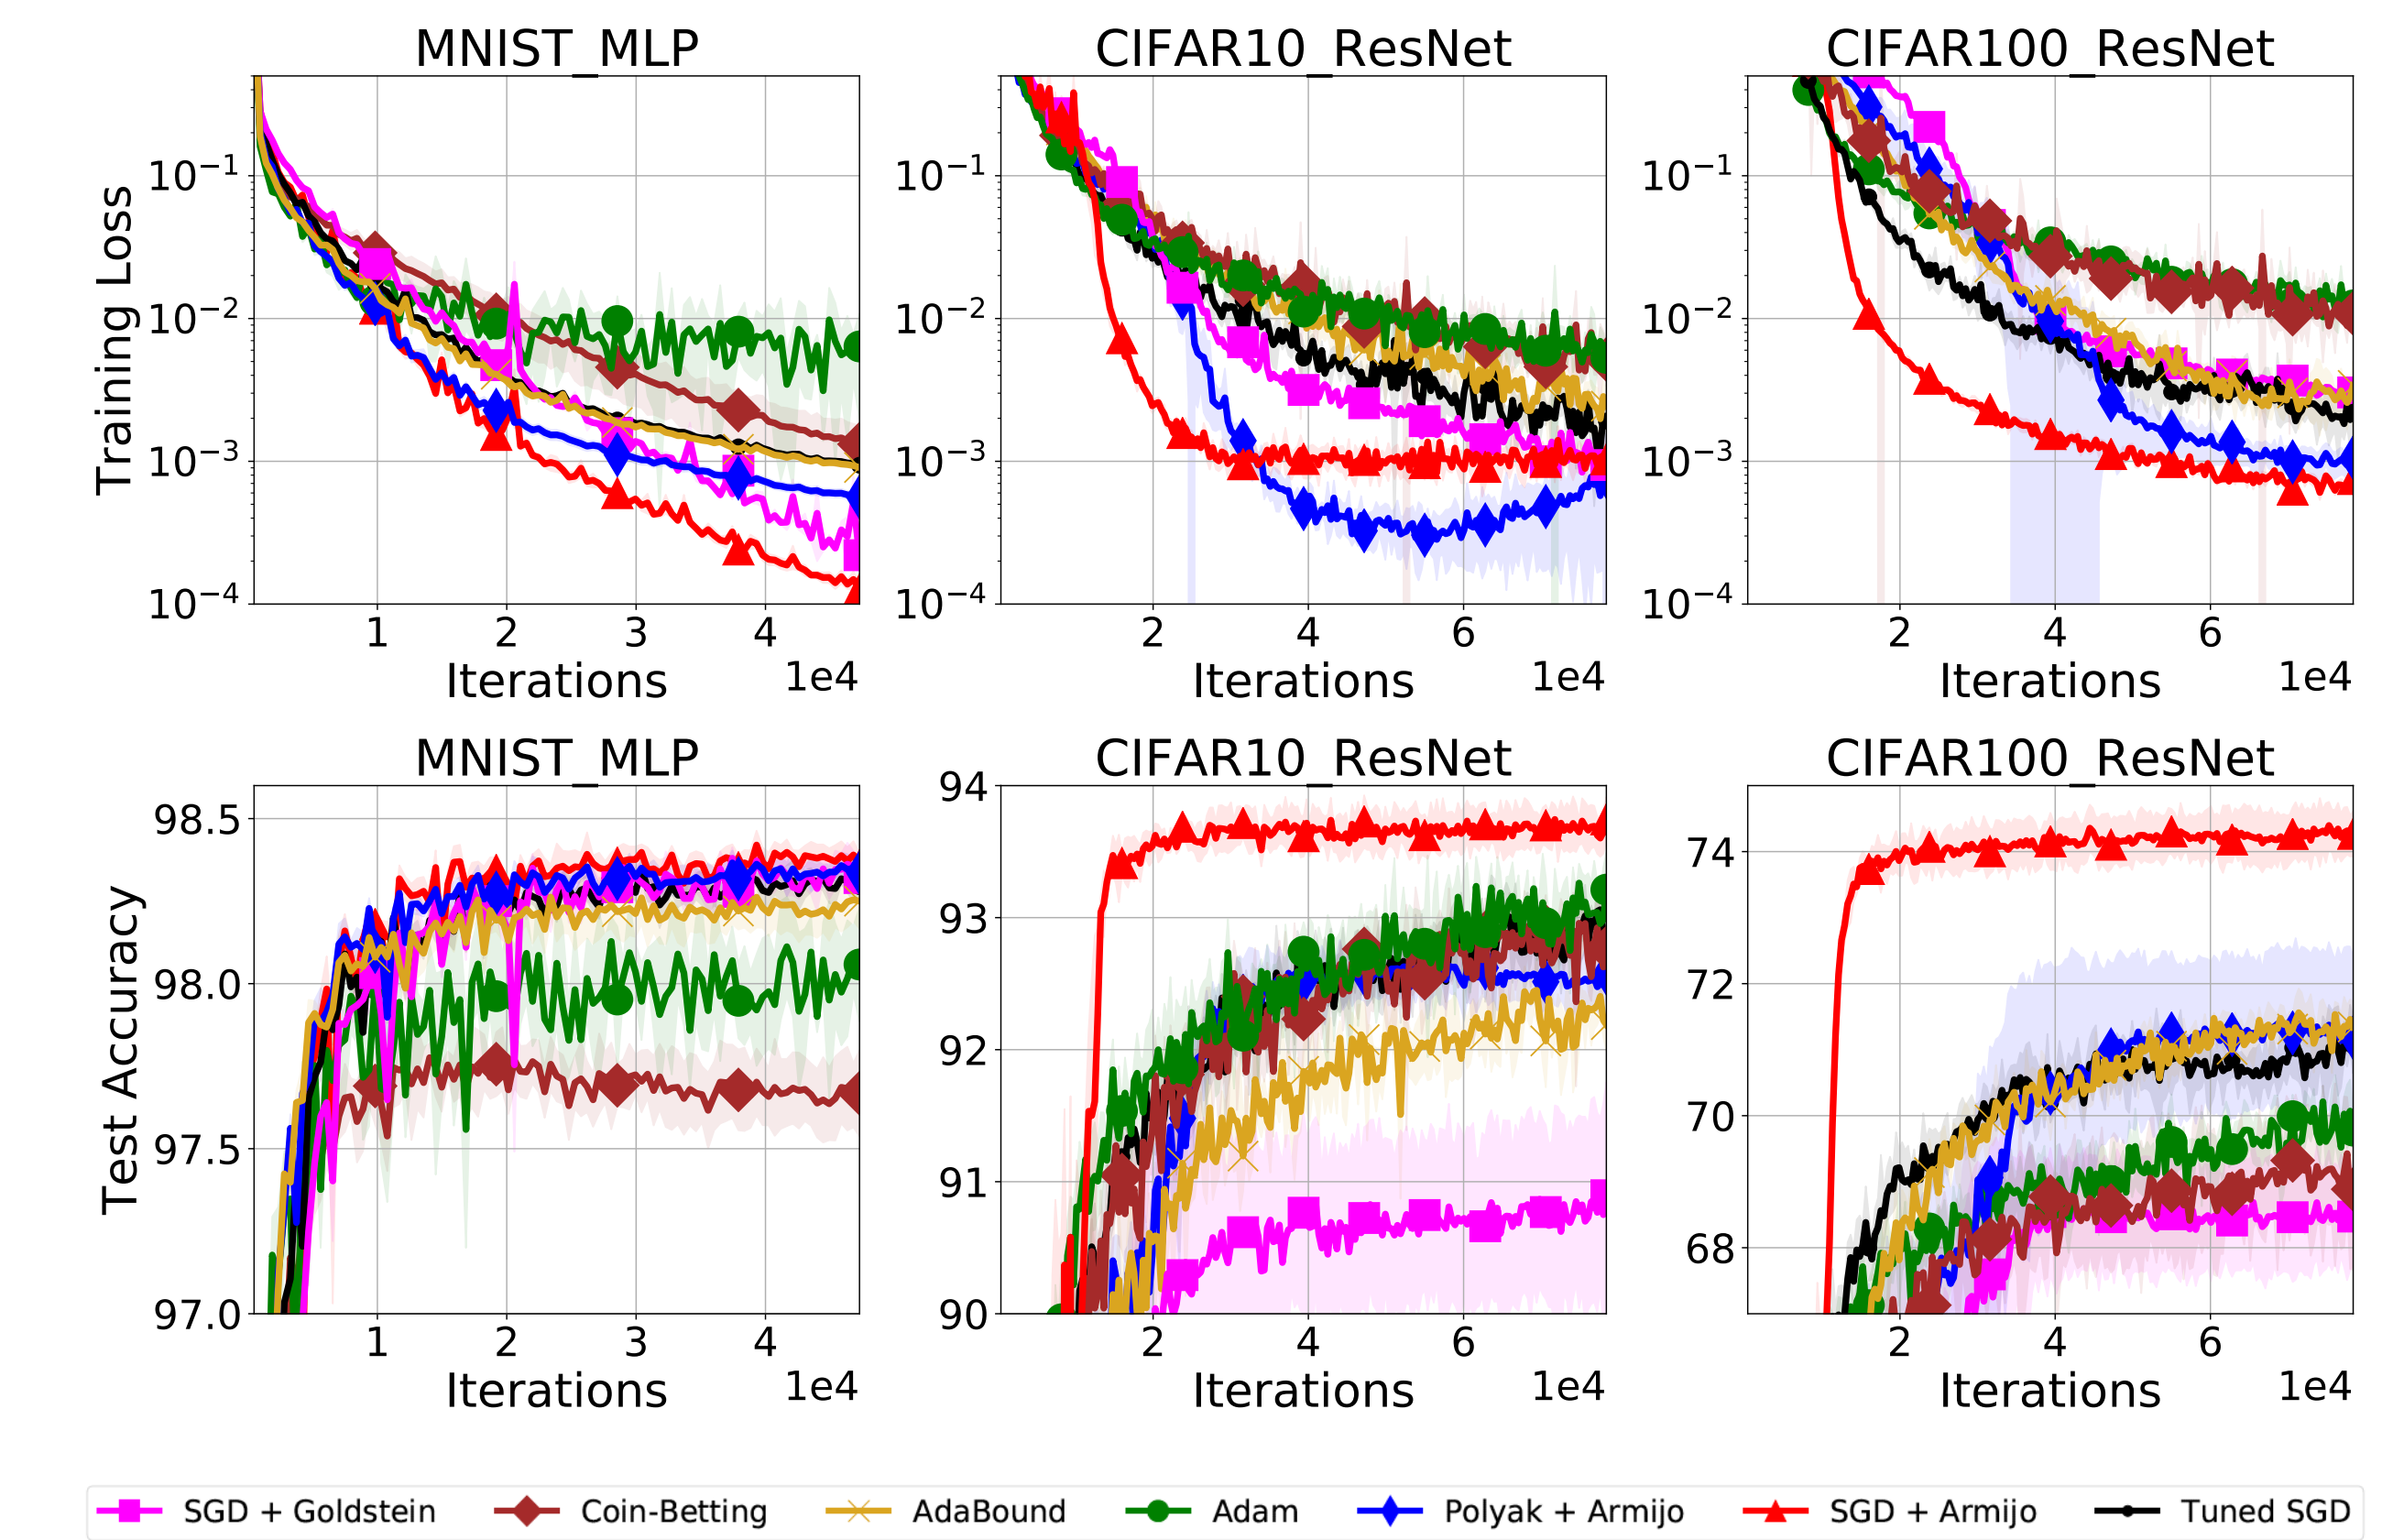 MNIST_MLP CIFAR10_ResNet CIFAR100_ResNet
Training Loss
10⁻¹ 10⁻¹ 10⁻¹
10⁻² 10⁻² 10⁻²
10⁻³ 10⁻³ 10⁻³
10⁻⁴ 10⁻⁴ 10⁻⁴
1 2 3 4 2 4 6 2 4 6
Iterations 1e4 Iterations 1e4 Iterations 1e4
MNIST_MLP CIFAR10_ResNet CIFAR100_ResNet
Test Accuracy
98.5 94 74
98.0 93 72
97.5 92 70
97.0 91 68
90
1 2 3 4 2 4 6 2 4 6
Iterations 1e4 Iterations 1e4 Iterations 1e4
SGD + Goldstein Coin-Betting AdaBound Adam Polyak + Armijo SGD + Armijo Tuned SGD